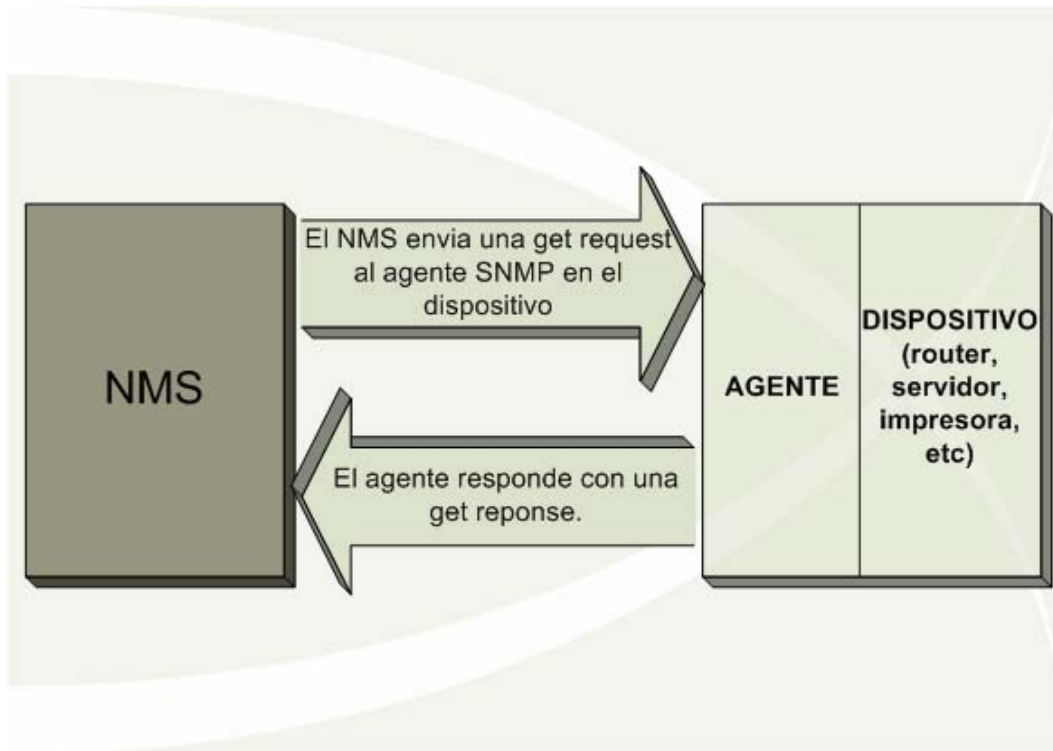 NMS
El NMS envia una get request
al agente SNMP en el
dispositivo
El agente responde con una
get reponse.
AGENTE
DISPOSITIVO
(router,
servidor,
impresora,
etc)